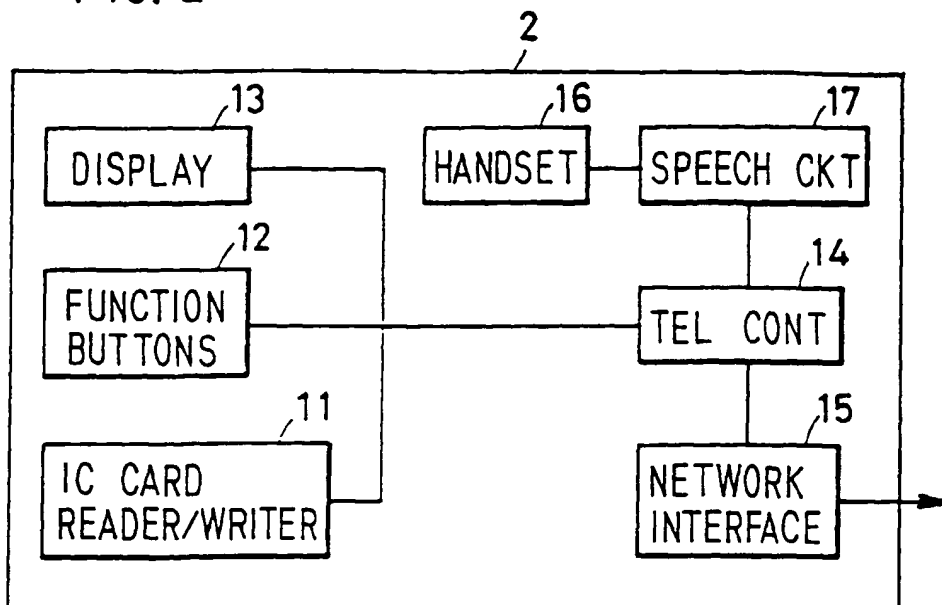 2
13
DISPLAY
16
HANDSET
17
SPEECH CKT
12
FUNCTION
BUTTONS
14
TEL CONT
11
IC CARD
READER/WRITER
15
NETWORK
INTERFACE